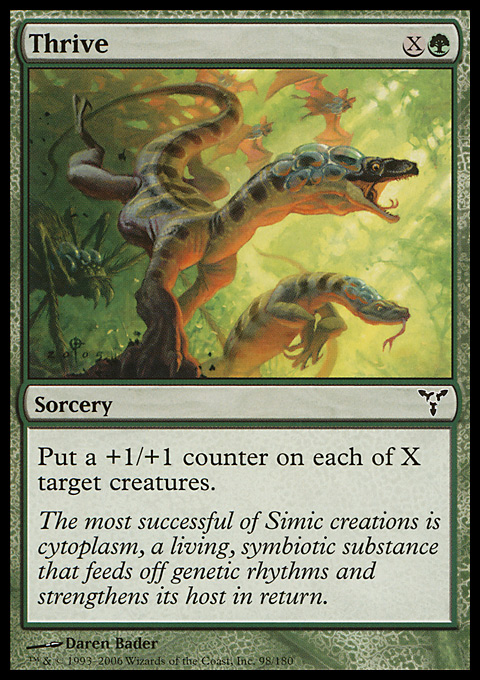 Thrive
X
2005
Sorcery
Put a +1/+1 counter on each of X
target creatures.
The most successful of Simic creations is
cytoplasm, a living, symbiotic substance
that feeds off genetic rhythms and
strengthens its host in return.
Daren Bader
™ & © 1993–2006 Wizards of the Coast, Inc. 98/180